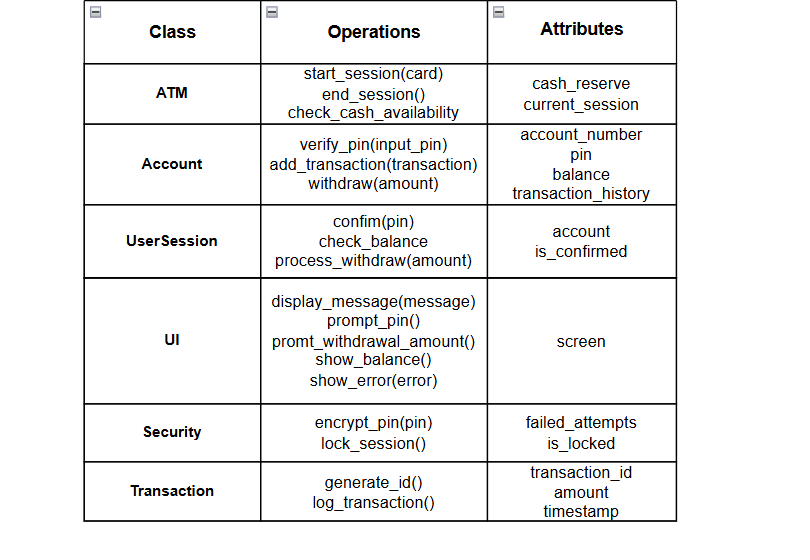 Class Operations Attributes
ATM
start_session(card)
end_session()
check_cash_availability
cash_reserve
current_session
Account
verify_pin(input_pin)
add_transaction(transaction)
withdraw(amount)
account_number
pin
balance
transaction_history
UserSession
confim(pin)
check_balance
process_withdraw(amount)
account
is_confirmed
UI
display_message(message)
prompt_pin()
promt_withdrawal_amount()
show_balance()
show_error(error)
screen
Security
encrypt_pin(pin)
lock_session()
failed_attempts
is_locked
Transaction
generate_id()
log_transaction()
transaction_id
amount
timestamp